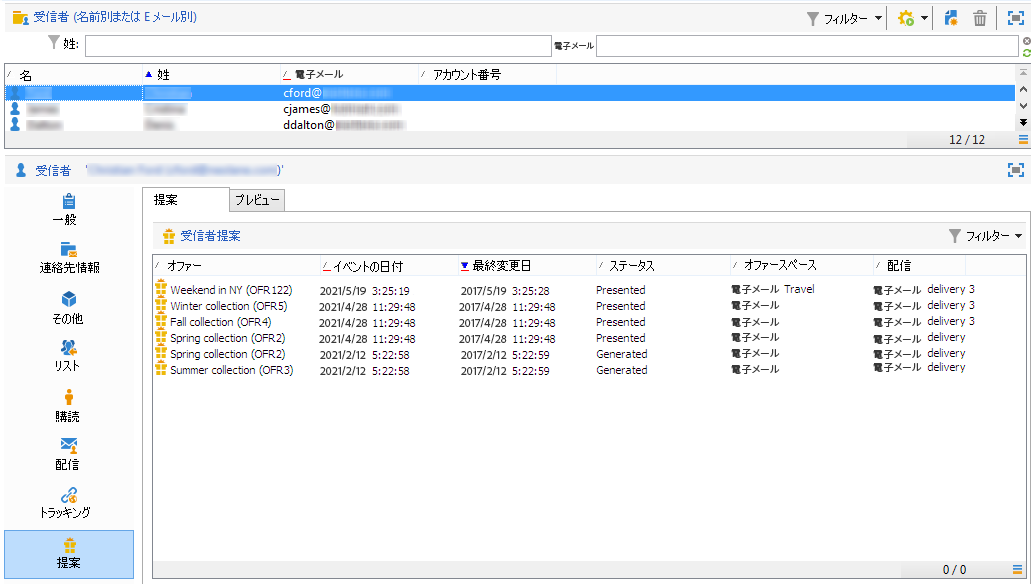 受信者 (名前別または E メール別)
フィルター
姓:
電子メール
名 姓 電子メール アカウント番号
cford@
cjames@
ddalton@
12 / 12
受信者
提案 プレビュー
一般
連絡先情報
その他
リスト
購読
配信
トラッキング
提案
受信者提案
フィルター
オファー イベントの日付 最終変更日 ステータス オファースペース 配信
Weekend in NY (OFR122) 2021/5/19 3:25:19 2017/5/19 3:25:28 Presented 電子メール Travel 電子メール delivery 3
Winter collection (OFR5) 2021/4/28 11:29:48 2017/4/28 11:29:48 Presented 電子メール 電子メール delivery 3
Fall collection (OFR4) 2021/4/28 11:29:48 2017/4/28 11:29:48 Presented 電子メール 電子メール delivery 3
Spring collection (OFR2) 2021/4/28 11:29:48 2017/4/28 11:29:48 Presented 電子メール 電子メール delivery
Spring collection (OFR2) 2021/2/12 5:22:58 2017/2/12 5:22:59 Generated 電子メール 電子メール delivery
Summer collection (OFR3) 2021/2/12 5:22:58 2017/2/12 5:22:59 Generated 電子メール 電子メール delivery
0 / 0